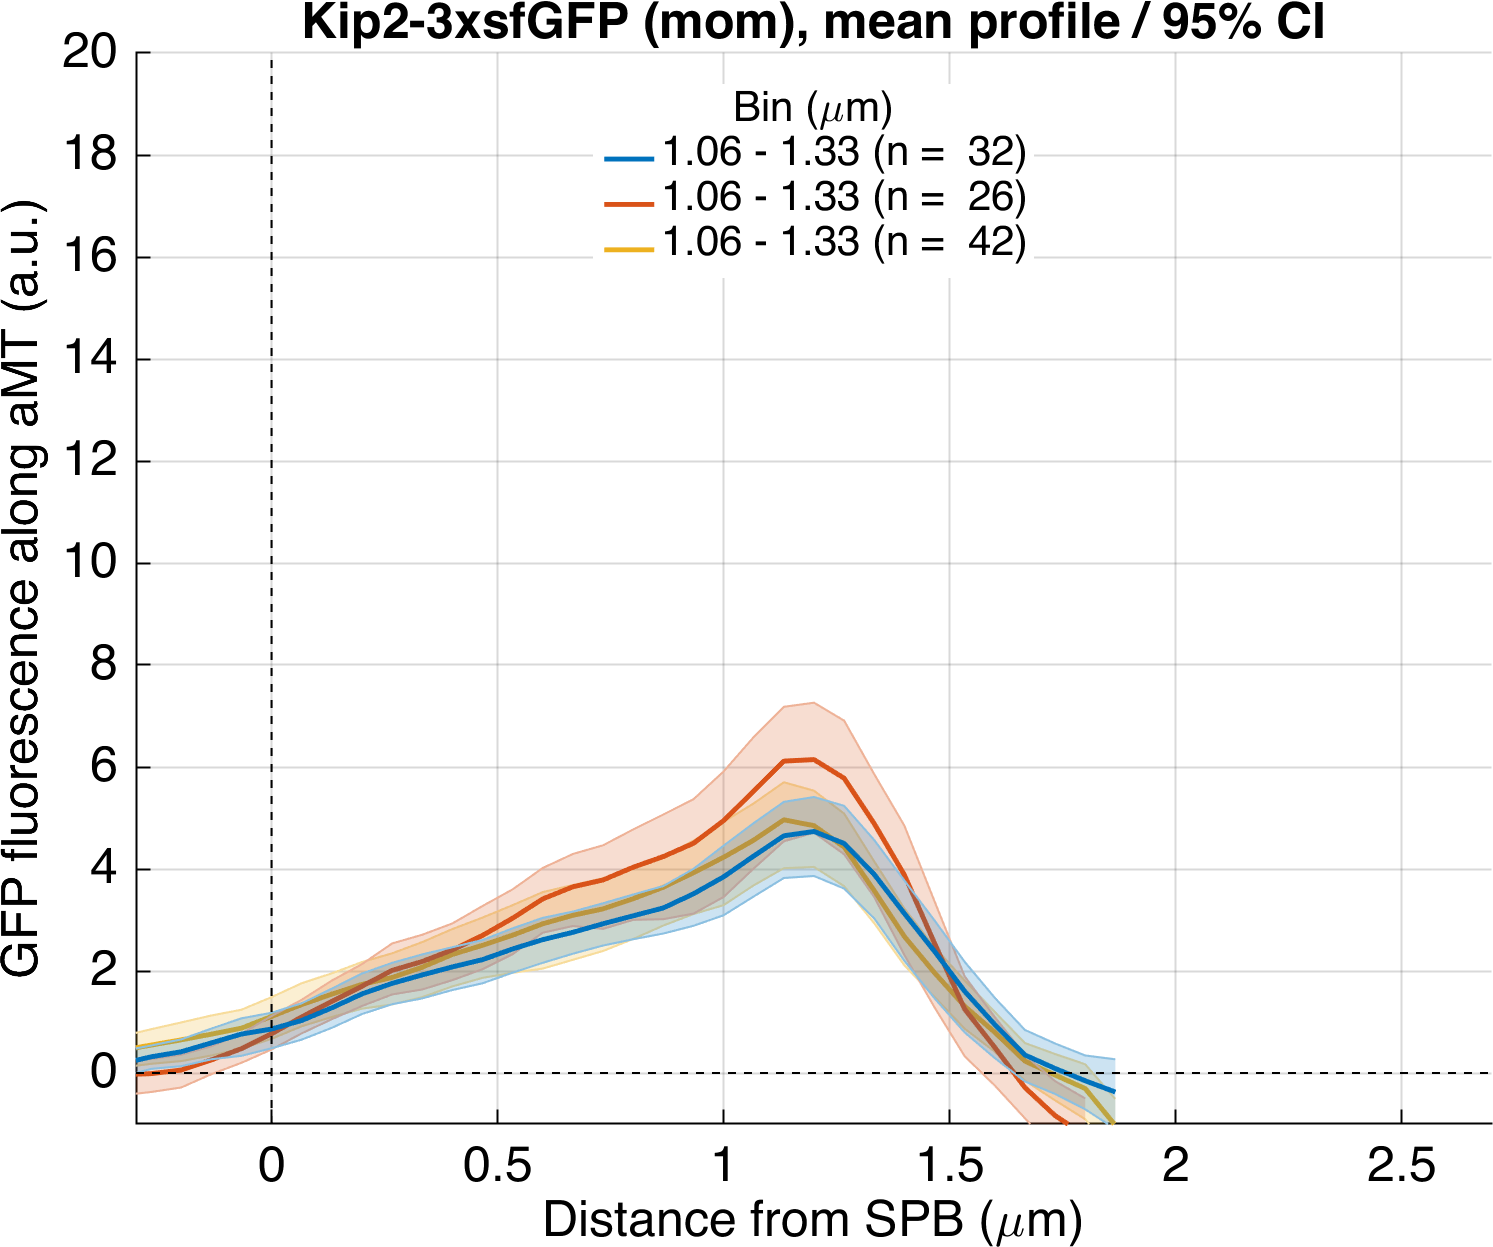 Kip2-3xsfGFP (mom), mean profile / 95% CI
GFP fluorescence along aMT (a.u.)
20
18
16
14
12
10
8
6
4
2
0
Bin (μm)
1.06 - 1.33 (n = 32)
1.06 - 1.33 (n = 26)
1.06 - 1.33 (n = 42)
0 0.5 1 1.5 2 2.5
Distance from SPB (μm)